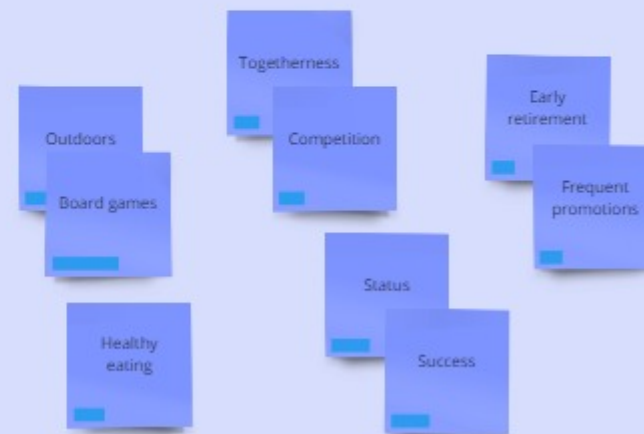 Togetherness
Competition
Early
retirement
Frequent
promotions
Outdoors
Board games
Status
Success
Healthy
eating